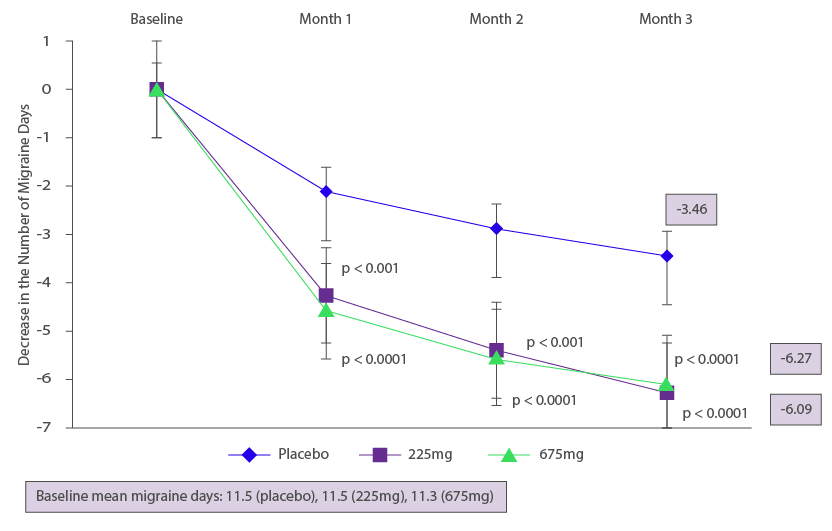 Baseline Month 1 Month 2 Month 3
Decrease in the Number of Migraine Days
1
0
-1
-2
-3
-4
-5
-6
-7
-3.46
p < 0.001
p < 0.0001
p < 0.001
p < 0.0001
p < 0.0001
p < 0.0001
-6.27
-6.09
Placebo 225mg 675mg
Baseline mean migraine days: 11.5 (placebo), 11.5 (225mg), 11.3 (675mg)